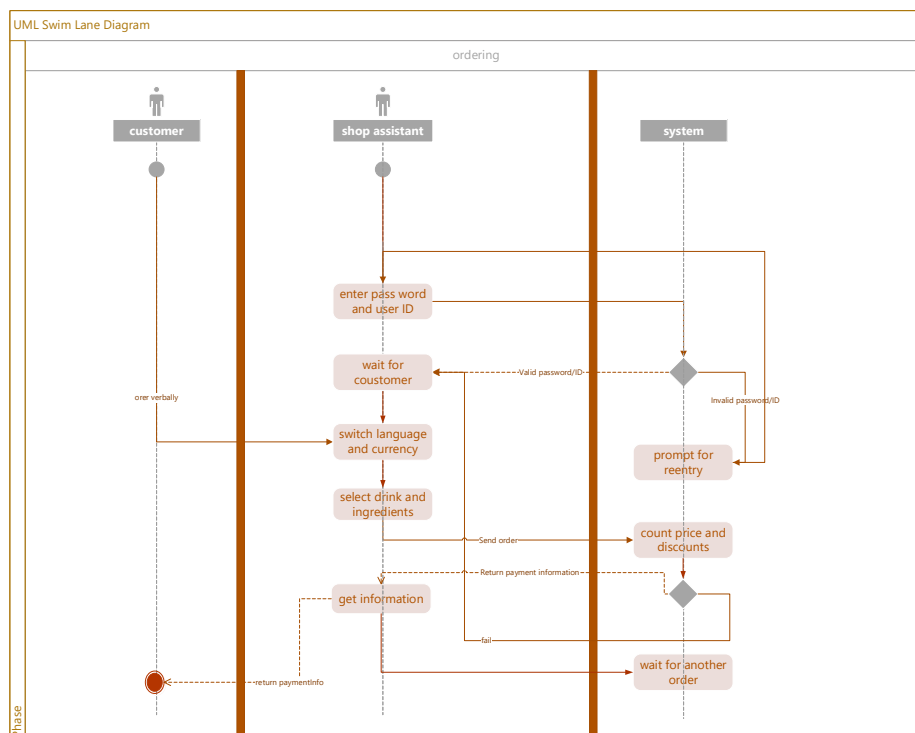 UML Swim Lane Diagram
ordering
customer
shop assistant
system
enter pass word
and user ID
wait for
coustomer
Valid password/ID
Invalid password/ID
orer verbally
switch language
and currency
prompt for
reentry
select drink and
ingredients
Send order
count price and
discounts
Return payment information
get information
fail
wait for another
order
return paymentInfo
Phase